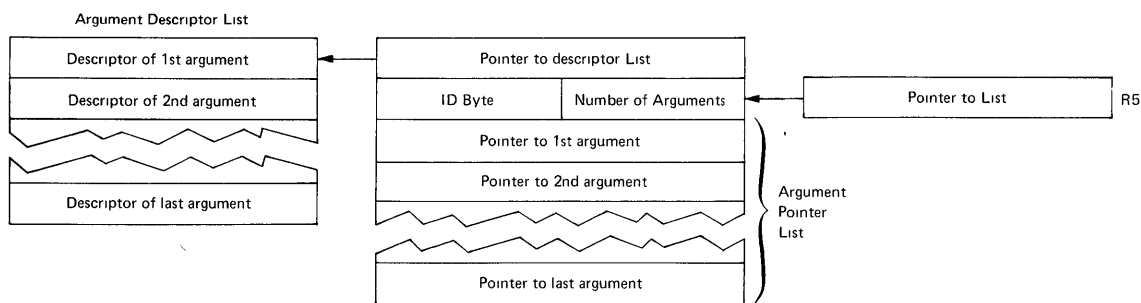 Argument Descriptor List
Descriptor of 1st argument
Descriptor of 2nd argument
Descriptor of last argument
Pointer to descriptor List
ID Byte
Number of Arguments
Pointer to 1st argument
Pointer to 2nd argument
Pointer to last argument
Argument
Pointer
List
Pointer to List
R5